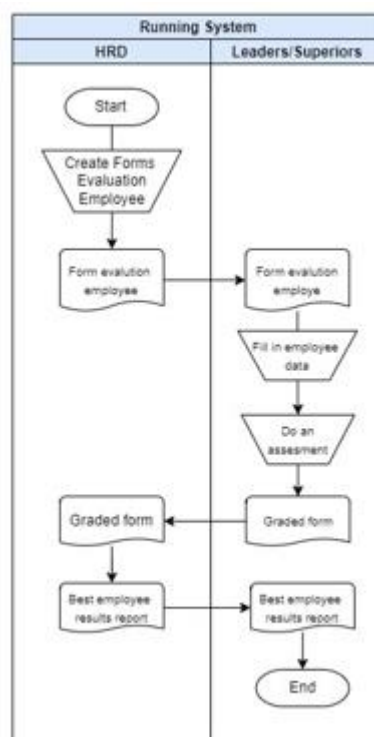 Running System
HRD
Leaders/Superiors
Start
Create Forms
Evaluation
Employee
Form evalution
employee
Form evalution
employe
Fill in employee
data
Do an
assesment
Graded form
Graded form
Best employee
results report
Best employee
results report
End